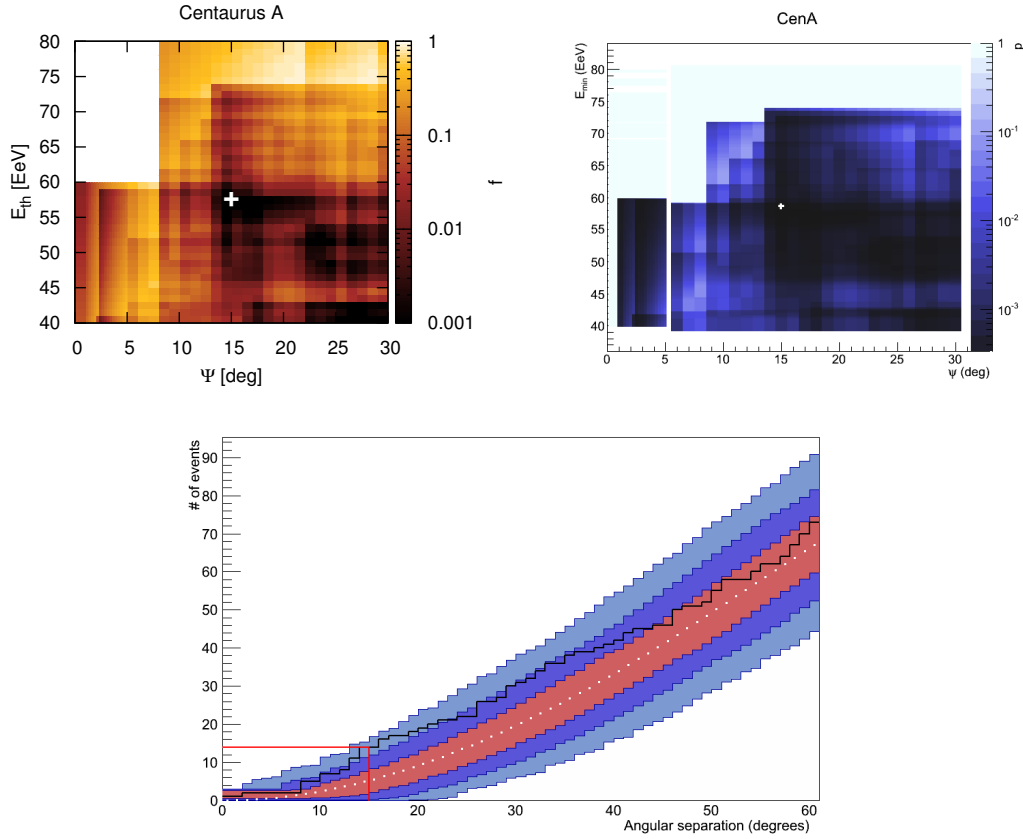 Centaurus A
80
75
70
65
60
55
50
45
40
E_th [EeV]
0 5 10 15 20 25 30
Ψ [deg]
1
0.1
0.01
0.001
f
CenA
E_min (EeV)
80
75
70
65
60
55
50
45
40
0 5 10 15 20 25 30
ψ (deg)
1
10^-1
10^-2
10^-3
p
# of events
90
80
70
60
50
40
30
20
10
0
0 10 20 30 40 50 60
Angular separation (degrees)